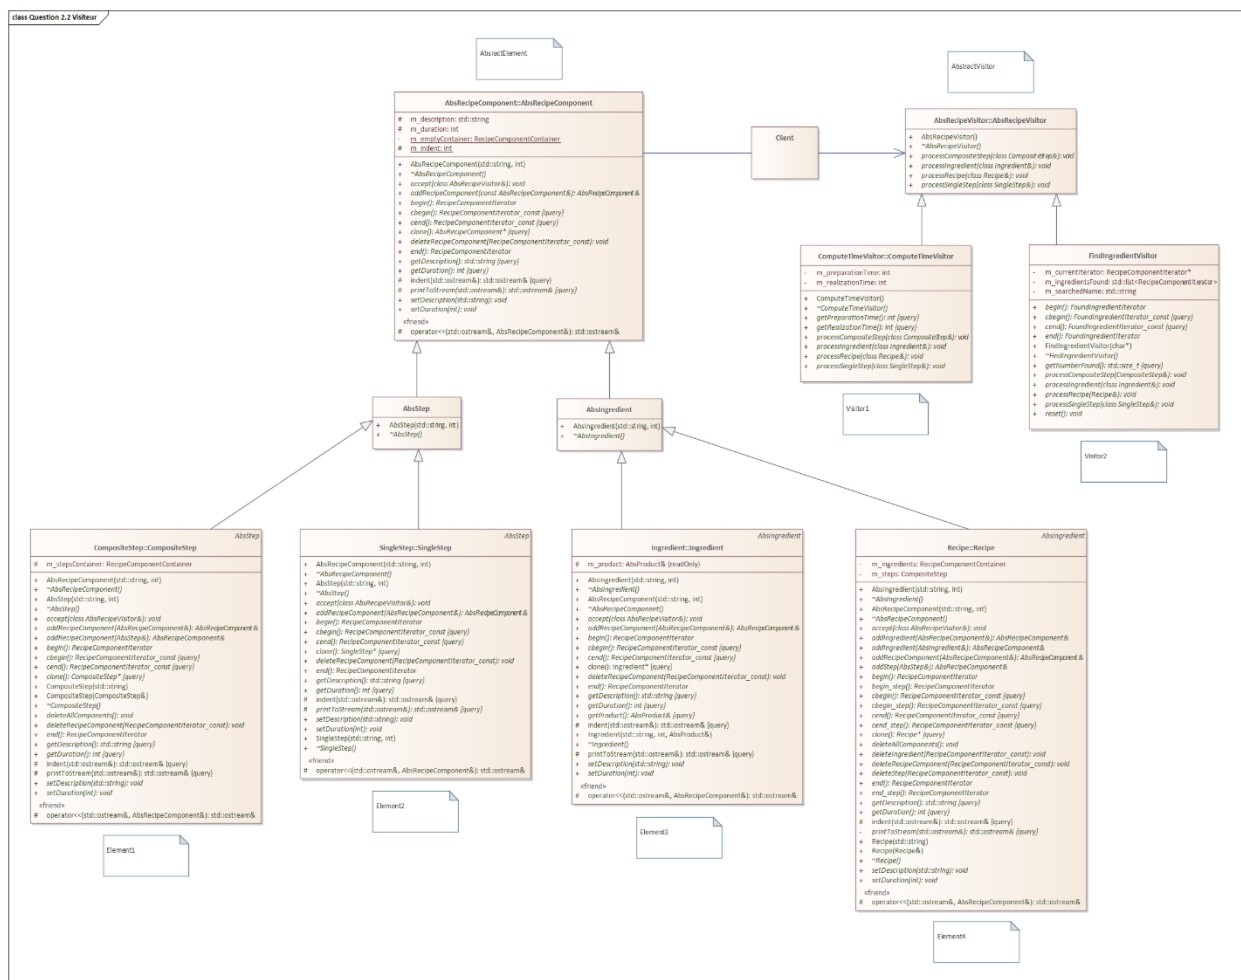 class Question 2.2 Visiteur
AbsractElement
AbsRecipeComponent::AbsRecipeComponent
# m_description: std::string
# m_duration: int
- m_emptyContainer: RecipeComponentContainer
# m_indent: int
+ AbsRecipeComponent(std::string, int)
+ ~AbsRecipeComponent()
+ accept(class AbsRecipeVisitor&): void
+ addRecipeComponent(const AbsRecipeComponent&): AbsRecipeComponent&
+ begin(): RecipeComponentIterator
+ cbegin(): RecipeComponentIterator_const {query}
+ cend(): RecipeComponentIterator_const {query}
+ clone(): AbsRecipeComponent* {query}
+ deleteRecipeComponent(RecipeComponentIterator_const): void
+ end(): RecipeComponentIterator
+ getDescription(): std::string {query}
+ getDuration(): int {query}
# indent(std::ostream&): std::ostream& {query}
# printToStream(std::ostream&): std::ostream& {query}
+ setDescription(std::string): void
+ setDuration(int): void
«friend»
# operator<<(std::ostream&, AbsRecipeComponent&): std::ostream&
Client
AbstractVisitor
AbsRecipeVisitor::AbsRecipeVisitor
+ AbsRecipeVisitor()
+ ~AbsRecipeVisitor()
+ processCompositeStep(class CompositeStep&): void
+ processIngredient(class Ingredient&): void
+ processRecipe(class Recipe&): void
+ processSingleStep(class SingleStep&): void
ComputeTimeVisitor::ComputeTimeVisitor
- m_preparationTime: int
- m_realizationTime: int
+ ComputeTimeVisitor()
+ ~ComputeTimeVisitor()
+ getPreparationTime(): int {query}
+ getRealizationTime(): int {query}
+ processCompositeStep(class CompositeStep&): void
+ processIngredient(class Ingredient&): void
+ processRecipe(class Recipe&): void
+ processSingleStep(class SingleStep&): void
Visitor1
FindIngredientVisitor
- m_currentIterator: RecipeComponentIterator*
- m_ingredientsFound: std::list<RecipeComponentIterator>
- m_searchedName: std::string
+ begin(): FoundIngredientIterator
+ cbegin(): FoundIngredientIterator_const {query}
+ cend(): FoundIngredientIterator_const {query}
+ end(): FoundIngredientIterator
+ FindIngredientVisitor(char*)
+ ~FindIngredientVisitor()
+ getNumberFound(): std::size_t {query}
+ processCompositeStep(CompositeStep&): void
+ processIngredient(class Ingredient&): void
+ processRecipe(Recipe&): void
+ processSingleStep(class SingleStep&): void
+ reset(): void
Visitor2
AbsStep
+ AbsStep(std::string, int)
+ ~AbsStep()
AbsIngredient
+ AbsIngredient(std::string, int)
+ ~AbsIngredient()
AbsStep
CompositeStep::CompositeStep
# m_stepsContainer: RecipeComponentContainer
+ AbsRecipeComponent(std::string, int)
+ ~AbsRecipeComponent()
+ AbsStep(std::string, int)
+ ~AbsStep()
+ accept(class AbsRecipeVisitor&): void
+ addRecipeComponent(AbsRecipeComponent&): AbsRecipeComponent&
+ addRecipeComponent(AbsStep&): AbsRecipeComponent&
+ begin(): RecipeComponentIterator
+ cbegin(): RecipeComponentIterator_const {query}
+ cend(): RecipeComponentIterator_const {query}
+ clone(): CompositeStep* {query}
+ CompositeStep(std::string)
+ CompositeStep(CompositeStep&)
+ ~CompositeStep()
+ deleteAllComponents(): void
+ deleteRecipeComponent(RecipeComponentIterator_const): void
+ end(): RecipeComponentIterator
+ getDescription(): std::string {query}
+ getDuration(): int {query}
# indent(std::ostream&): std::ostream& {query}
# printToStream(std::ostream&): std::ostream& {query}
+ setDescription(std::string): void
+ setDuration(int): void
«friend»
# operator<<(std::ostream&, AbsRecipeComponent&): std::ostream&
Element1
AbsStep
SingleStep::SingleStep
+ AbsRecipeComponent(std::string, int)
+ ~AbsRecipeComponent()
+ AbsStep(std::string, int)
+ ~AbsStep()
+ accept(class AbsRecipeVisitor&): void
+ addRecipeComponent(AbsRecipeComponent&): AbsRecipeComponent&
+ begin(): RecipeComponentIterator
+ cbegin(): RecipeComponentIterator_const {query}
+ cend(): RecipeComponentIterator_const {query}
+ clone(): SingleStep* {query}
+ deleteRecipeComponent(RecipeComponentIterator_const): void
+ end(): RecipeComponentIterator
+ getDescription(): std::string {query}
+ getDuration(): int {query}
# indent(std::ostream&): std::ostream& {query}
# printToStream(std::ostream&): std::ostream& {query}
+ setDescription(std::string): void
+ setDuration(int): void
+ SingleStep(std::string, int)
+ ~SingleStep()
«friend»
# operator<<(std::ostream&, AbsRecipeComponent&): std::ostream&
Element2
Ingredient::Ingredient
AbsIngredient
# m_product: AbsProduct& {readOnly}
+ AbsIngredient(std::string, int)
+ ~AbsIngredient()
+ AbsRecipeComponent(std::string, int)
+ ~AbsRecipeComponent()
+ accept(class AbsRecipeVisitor&): void
+ addRecipeComponent(AbsRecipeComponent&): AbsRecipeComponent&
+ begin(): RecipeComponentIterator
+ cbegin(): RecipeComponentIterator_const {query}
+ cend(): RecipeComponentIterator_const {query}
+ clone(): Ingredient* {query}
+ deleteRecipeComponent(RecipeComponentIterator_const): void
+ end(): RecipeComponentIterator
+ getDescription(): std::string {query}
+ getDuration(): int {query}
+ getProduct(): AbsProduct& {query}
# indent(std::ostream&): std::ostream& {query}
+ Ingredient(std::string, int, AbsProduct&)
+ ~Ingredient()
# printToStream(std::ostream&): std::ostream& {query}
+ setDescription(std::string): void
+ setDuration(int): void
«friend»
# operator<<(std::ostream&, AbsRecipeComponent&): std::ostream&
Element3
AbsIngredient
Recipe::Recipe
- m_ingredients: RecipeComponentContainer
- m_steps: CompositeStep
+ AbsIngredient(std::string, int)
+ ~AbsIngredient()
+ AbsRecipeComponent(std::string, int)
+ ~AbsRecipeComponent()
+ accept(class AbsRecipeVisitor&): void
+ addIngredient(AbsRecipeComponent&): AbsRecipeComponent&
+ addIngredient(AbsIngredient&): AbsRecipeComponent&
+ addRecipeComponent(AbsRecipeComponent&): AbsRecipeComponent&
+ addStep(AbsStep&): AbsRecipeComponent&
+ begin(): RecipeComponentIterator
+ begin_step(): RecipeComponentIterator
+ cbegin(): RecipeComponentIterator_const {query}
+ cbegin_step(): RecipeComponentIterator_const {query}
+ cend(): RecipeComponentIterator_const {query}
+ cend_step(): RecipeComponentIterator_const {query}
+ clone(): Recipe* {query}
+ deleteAllComponents(): void
+ deleteIngredient(RecipeComponentIterator_const): void
+ deleteRecipeComponent(RecipeComponentIterator_const): void
+ deleteStep(RecipeComponentIterator_const): void
+ end(): RecipeComponentIterator
+ end_step(): RecipeComponentIterator
+ getDescription(): std::string {query}
+ getDuration(): int {query}
# indent(std::ostream&): std::ostream& {query}
- printToStream(std::ostream&): std::ostream& {query}
+ Recipe(std::string)
+ Recipe(Recipe&)
+ ~Recipe()
+ setDescription(std::string): void
+ setDuration(int): void
«friend»
# operator<<(std::ostream&, AbsRecipeComponent&): std::ostream&
Element4